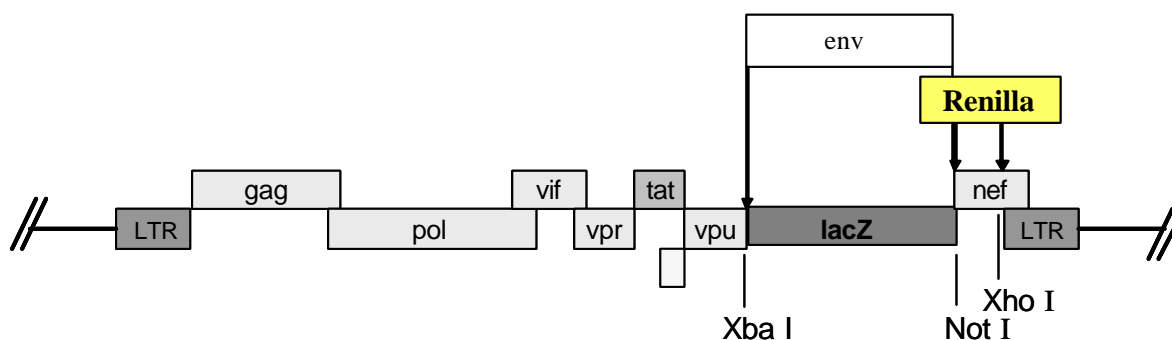 env
Renilla
gag
vif
tat
nef
LTR
pol
vpr
vpu
lacZ
LTR
Xho I
Xba I
Not I